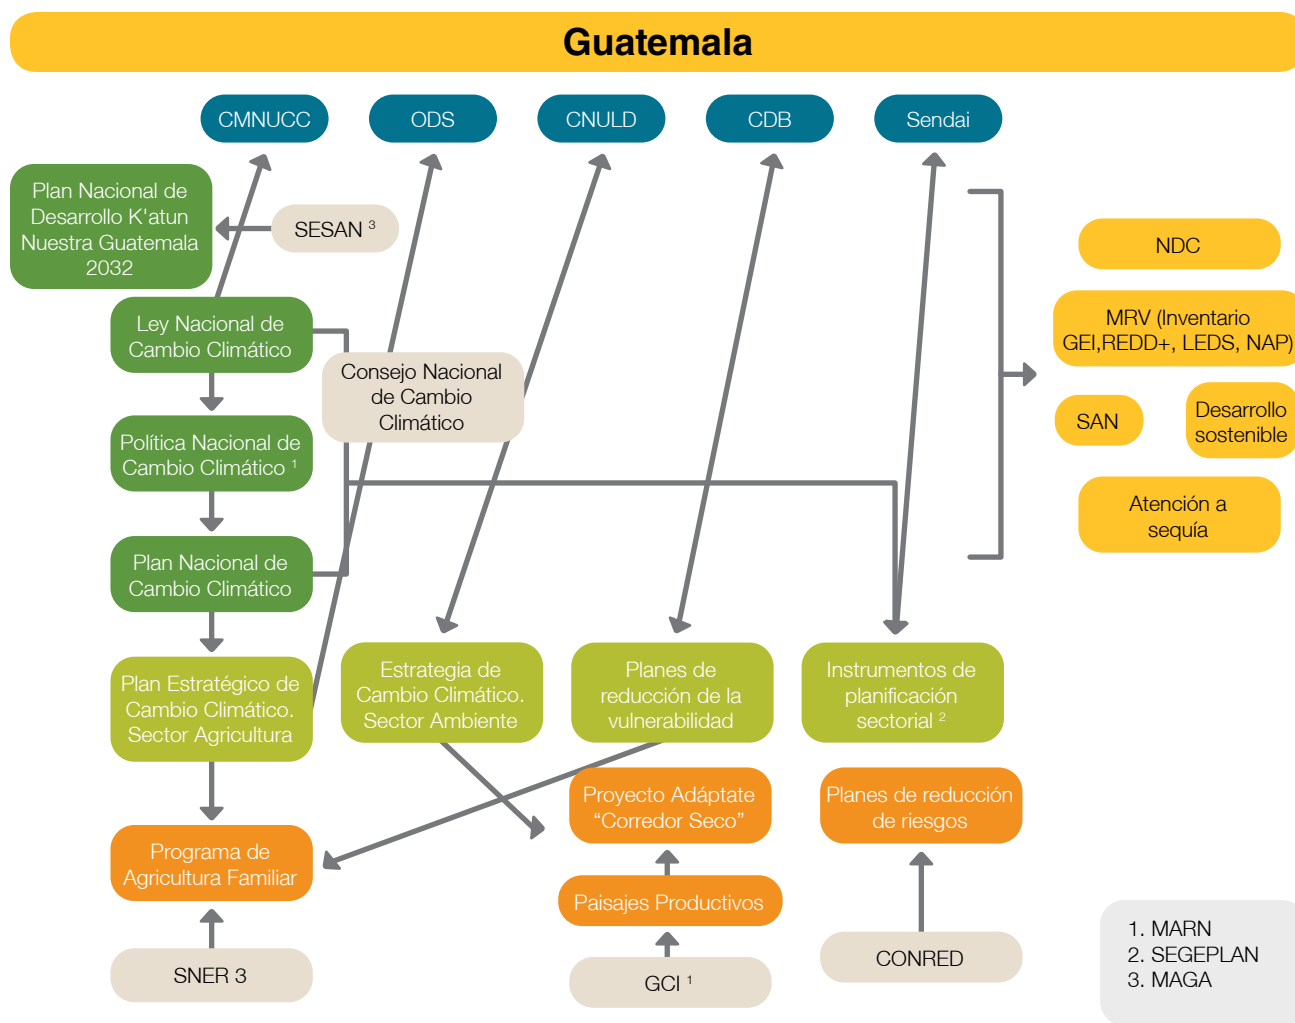 Guatemala
CMNUCC
ODS
CNULD
CDB
Sendai
Plan Nacional de
Desarrollo K'atun
Nuestra Guatemala
2032
SESAN ³
NDC
Ley Nacional de
Cambio Climático
MRV (Inventario
GEI,REDD+, LEDS, NAP)
Consejo Nacional
de Cambio
Climático
SAN
Desarrollo
sostenible
Política Nacional de
Cambio Climático ¹
Atención a
sequía
Plan Nacional de
Cambio Climático
Plan Estratégico de
Cambio Climático.
Sector Agricultura
Estrategia de
Cambio Climático.
Sector Ambiente
Planes de
reducción de la
vulnerabilidad
Instrumentos de
planificación
sectorial ²
Proyecto Adáptate
“Corredor Seco”
Planes de reducción
de riesgos
Programa de
Agricultura Familiar
Paisajes Productivos
SNER 3
GCI ¹
CONRED
1. MARN
2. SEGEPLAN
3. MAGA